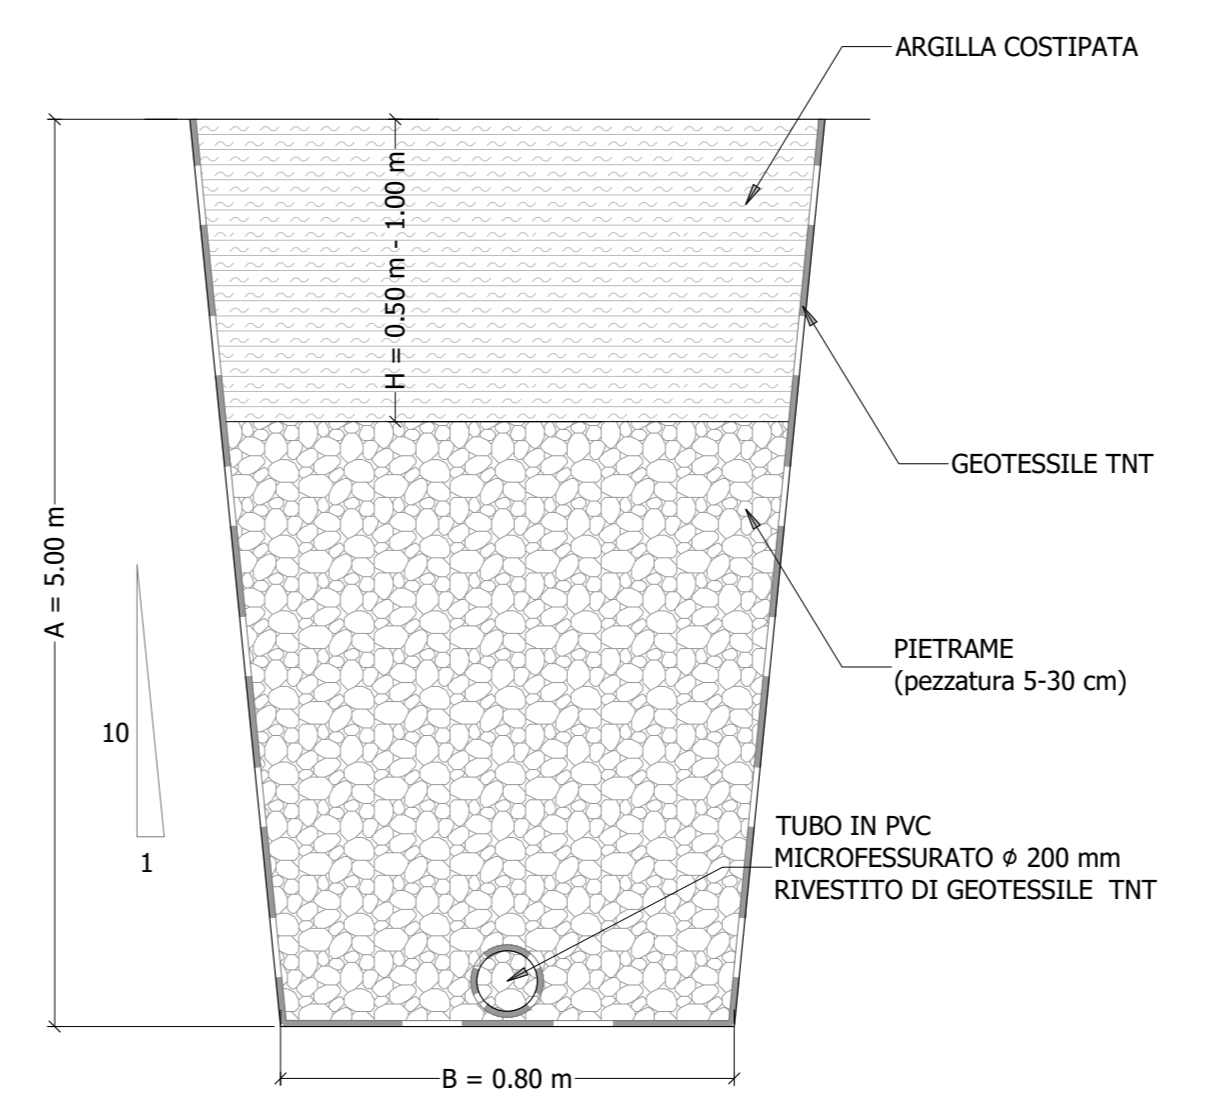 ARGILLA COSTIPATA
H = 0.50 m - 1.00 m
GEOTESSILE TNT
A = 5.00 m
PIETRAME
(pezzatura 5-30 cm)
10
1
TUBO IN PVC
MICROFESSURATO ø 200 mm
RIVESTITO DI GEOTESSILE TNT
B = 0.80 m